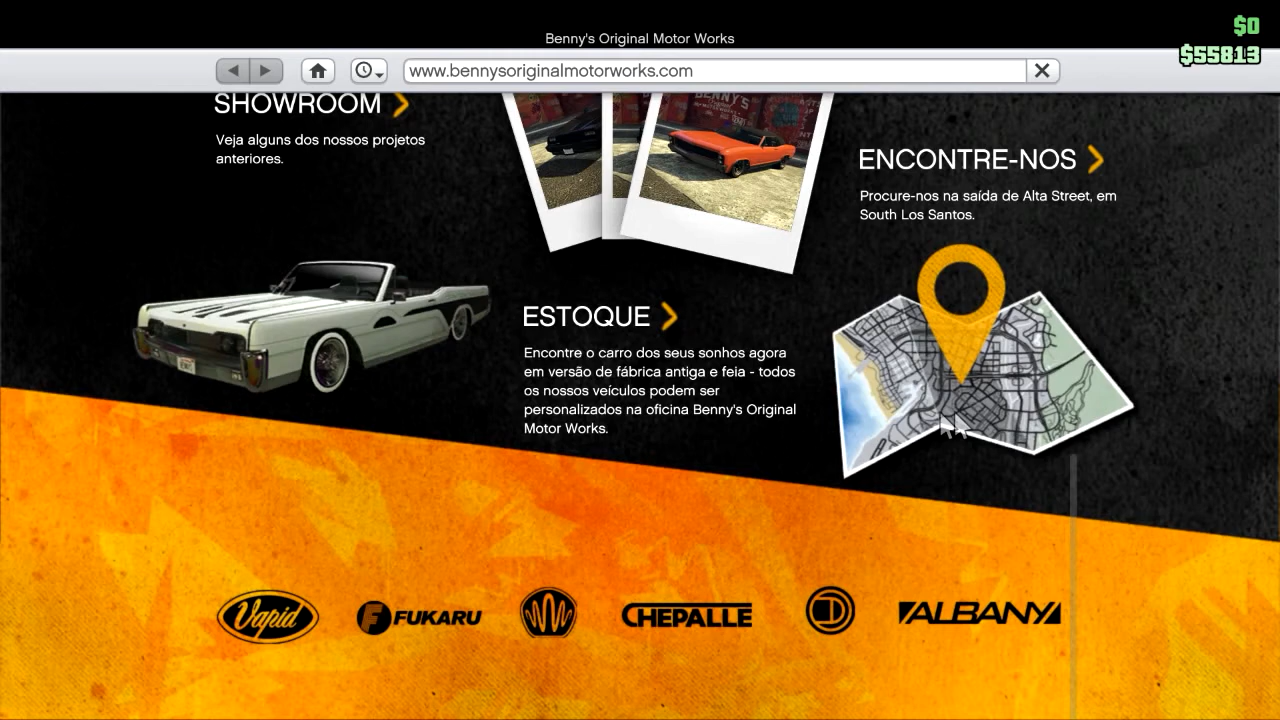 $0
Benny's Original Motor Works
$55813
www.bennysoriginalmotorworks.com
SHOWROOM
Veja alguns dos nossos projetos
anteriores.
BENNY'S
ENCONTRE-NOS
Procure-nos na saída de Alta Street, em
South Los Santos.
ESTOQUE
Encontre o carro dos seus sonhos agora
em versão de fábrica antiga e feia - todos
os nossos veículos podem ser
personalizados na oficina Benny's Original
Motor Works.
Vapid
FUKARU
CHEPALLE
ALBANY